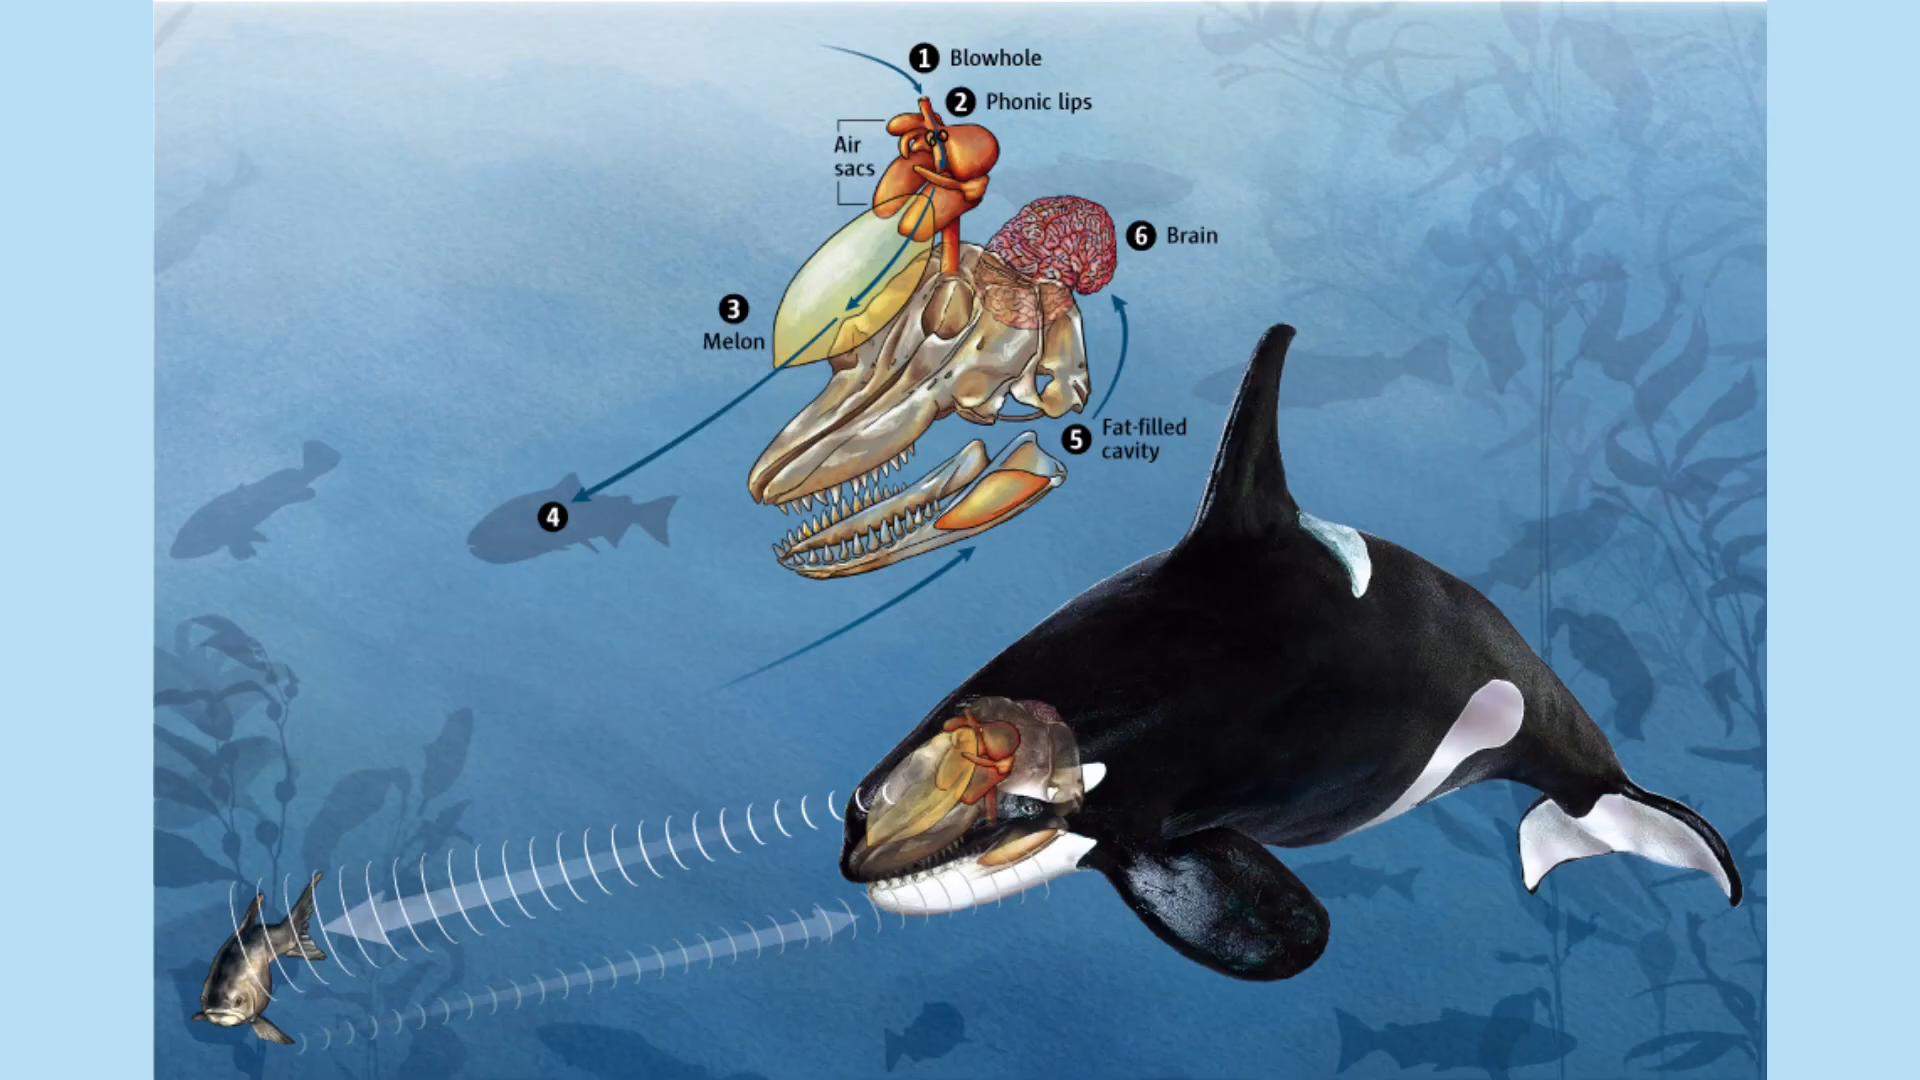 1 Blowhole
2 Phonic lips
Air
sacs
6 Brain
3
Melon
5 Fat-filled
cavity
4